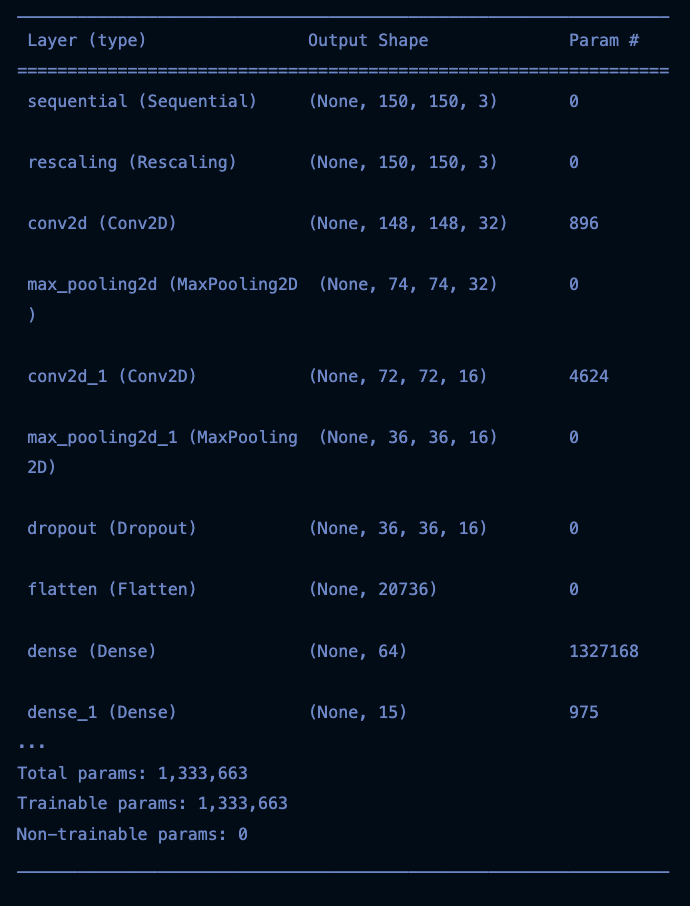 Layer (type) Output Shape Param #
=================================================================
sequential (Sequential) (None, 150, 150, 3) 0
rescaling (Rescaling) (None, 150, 150, 3) 0
conv2d (Conv2D) (None, 148, 148, 32) 896
max_pooling2d (MaxPooling2D (None, 74, 74, 32) 0
)
conv2d_1 (Conv2D) (None, 72, 72, 16) 4624
max_pooling2d_1 (MaxPooling (None, 36, 36, 16) 0
2D)
dropout (Dropout) (None, 36, 36, 16) 0
flatten (Flatten) (None, 20736) 0
dense (Dense) (None, 64) 1327168
dense_1 (Dense) (None, 15) 975
...
Total params: 1,333,663
Trainable params: 1,333,663
Non-trainable params: 0